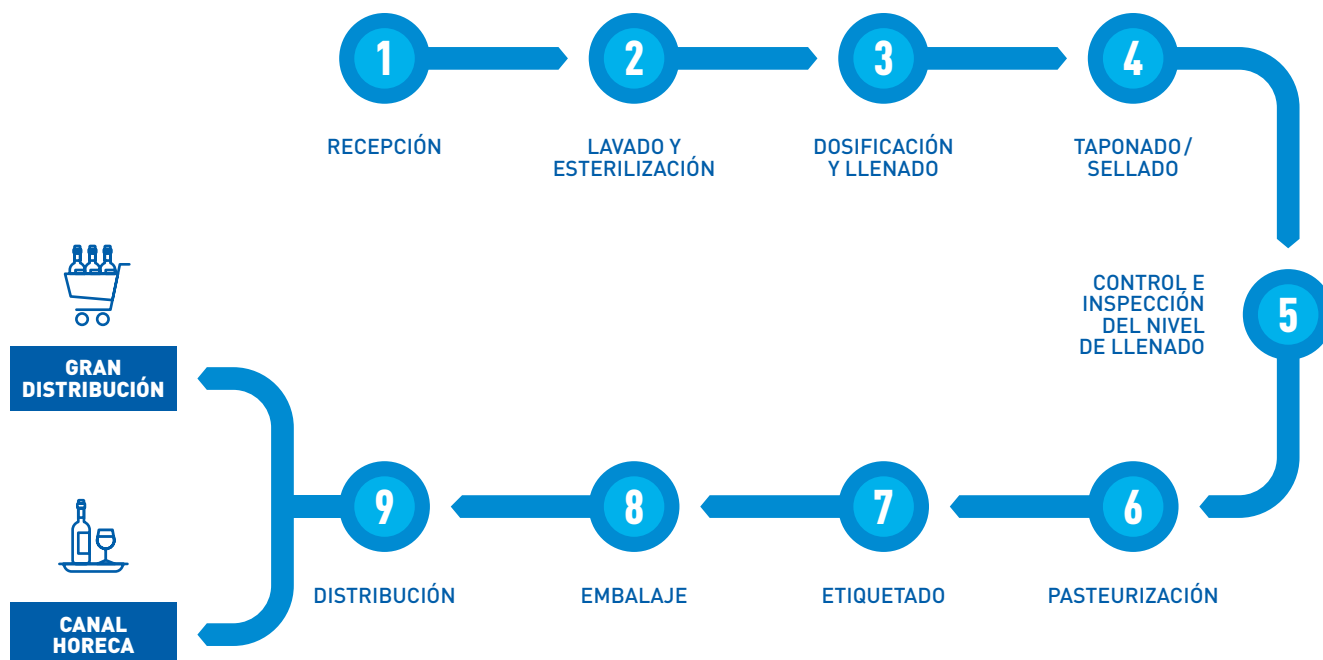 1
2
3
4
RECEPCIÓN
LAVADO Y
ESTERILIZACIÓN
DOSIFICACIÓN
Y LLENADO
TAPONADO/
SELLADO
CONTROL E
INSPECCIÓN
DEL NIVEL
DE LLENADO
5
GRAN
DISTRIBUCIÓN
9
8
7
6
DISTRIBUCIÓN
EMBALAJE
ETIQUETADO
PASTEURIZACIÓN
CANAL
HORECA